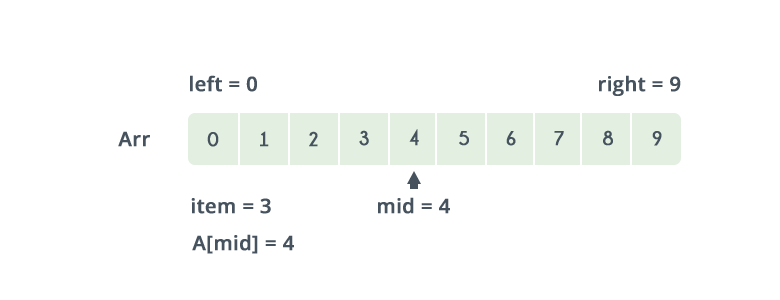 left = 0 right = 9
Arr 0 1 2 3 4 5 6 7 8 9
item = 3 mid = 4
A[mid] = 4